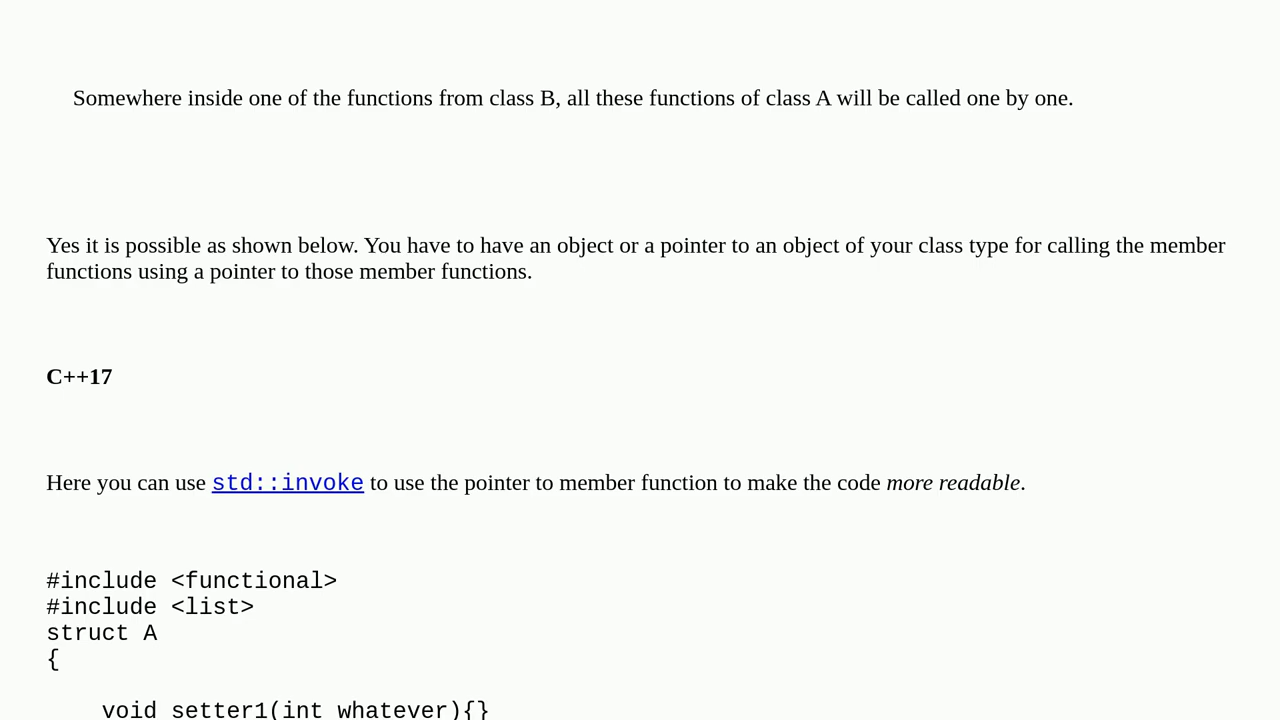 Somewhere inside one of the functions from class B, all these functions of class A will be called one by one.
Yes it is possible as shown below. You have to have an object or a pointer to an object of your class type for calling the member
functions using a pointer to those member functions.
C++17
Here you can use std::invoke to use the pointer to member function to make the code more readable.
#include <functional>
#include <list>
struct A
{
    void setter1(int whatever){}